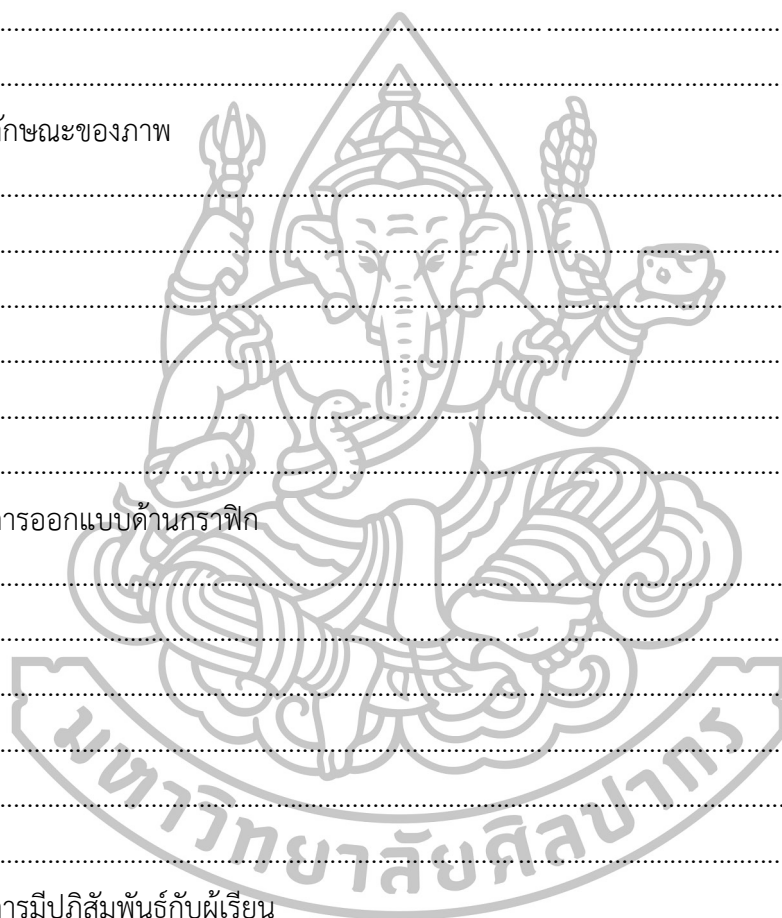 ลักษณะของภาพ
การออกแบบด้านกราฟิก
มหาวิทยาลัยศิลปากร
การมีปฏิสัมพันธ์กับผู้เรียน